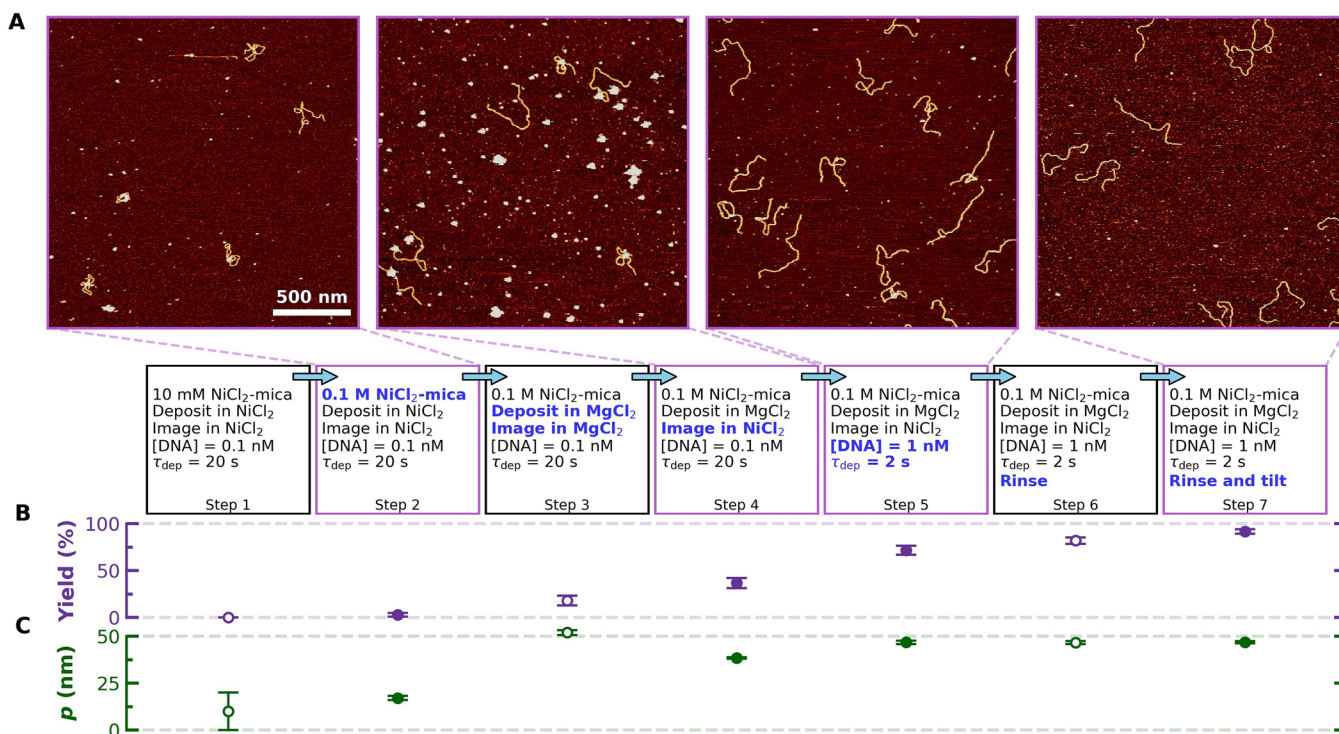 A
500 nm
10 mM NiCl₂-mica
Deposit in NiCl₂
Image in NiCl₂
[DNA] = 0.1 nM
τdep = 20 s
Step 1
0.1 M NiCl₂-mica
Deposit in NiCl₂
Image in NiCl₂
[DNA] = 0.1 nM
τdep = 20 s
Step 2
0.1 M NiCl₂-mica
Deposit in MgCl₂
Image in MgCl₂
[DNA] = 0.1 nM
τdep = 20 s
Step 3
0.1 M NiCl₂-mica
Deposit in MgCl₂
Image in NiCl₂
[DNA] = 0.1 nM
τdep = 20 s
Step 4
0.1 M NiCl₂-mica
Deposit in MgCl₂
Image in NiCl₂
[DNA] = 1 nM
τdep = 2 s
Step 5
0.1 M NiCl₂-mica
Deposit in MgCl₂
Image in NiCl₂
[DNA] = 1 nM
τdep = 2 s
Rinse
Step 6
0.1 M NiCl₂-mica
Deposit in MgCl₂
Image in NiCl₂
[DNA] = 1 nM
τdep = 2 s
Rinse and tilt
Step 7
B
Yield (%)
100
50
0
C
p (nm)
50
25
0